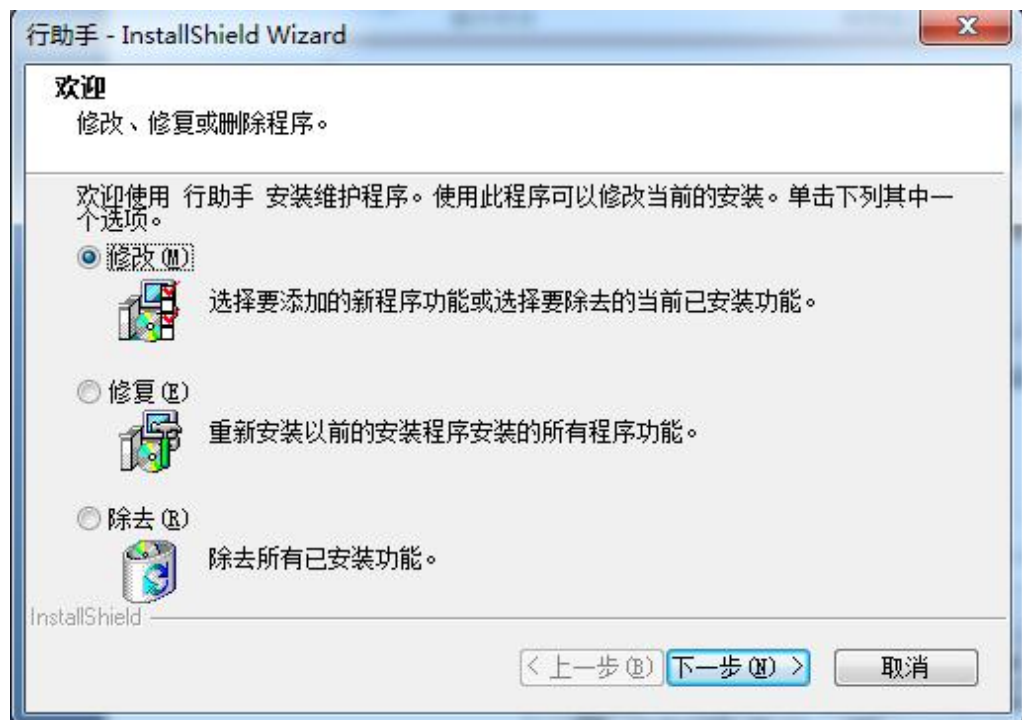 行助手 - InstallShield Wizard
欢迎
修改、修复或删除程序。
欢迎使用 行助手 安装维护程序。使用此程序可以修改当前的安装。单击下列其中一
个选项。
修改(M)
选择要添加的新程序功能或选择要除去的当前已安装功能。
修复(E)
重新安装以前的安装程序安装的所有程序功能。
除去(R)
除去所有已安装功能。
InstallShield
< 上一步(B) 下一步(N) > 取消